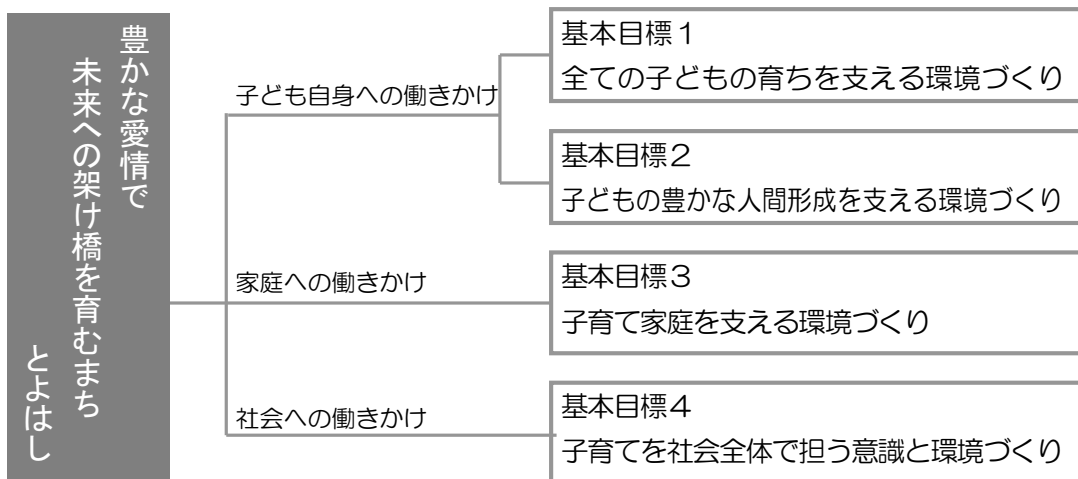 豊かな愛情で
未来への架け橋を育むまち
とよはし
子ども自身への働きかけ
基本目標1
全ての子どもの育ちを支える環境づくり
基本目標2
子どもの豊かな人間形成を支える環境づくり
家庭への働きかけ
基本目標3
子育て家庭を支える環境づくり
社会への働きかけ
基本目標4
子育てを社会全体で担う意識と環境づくり